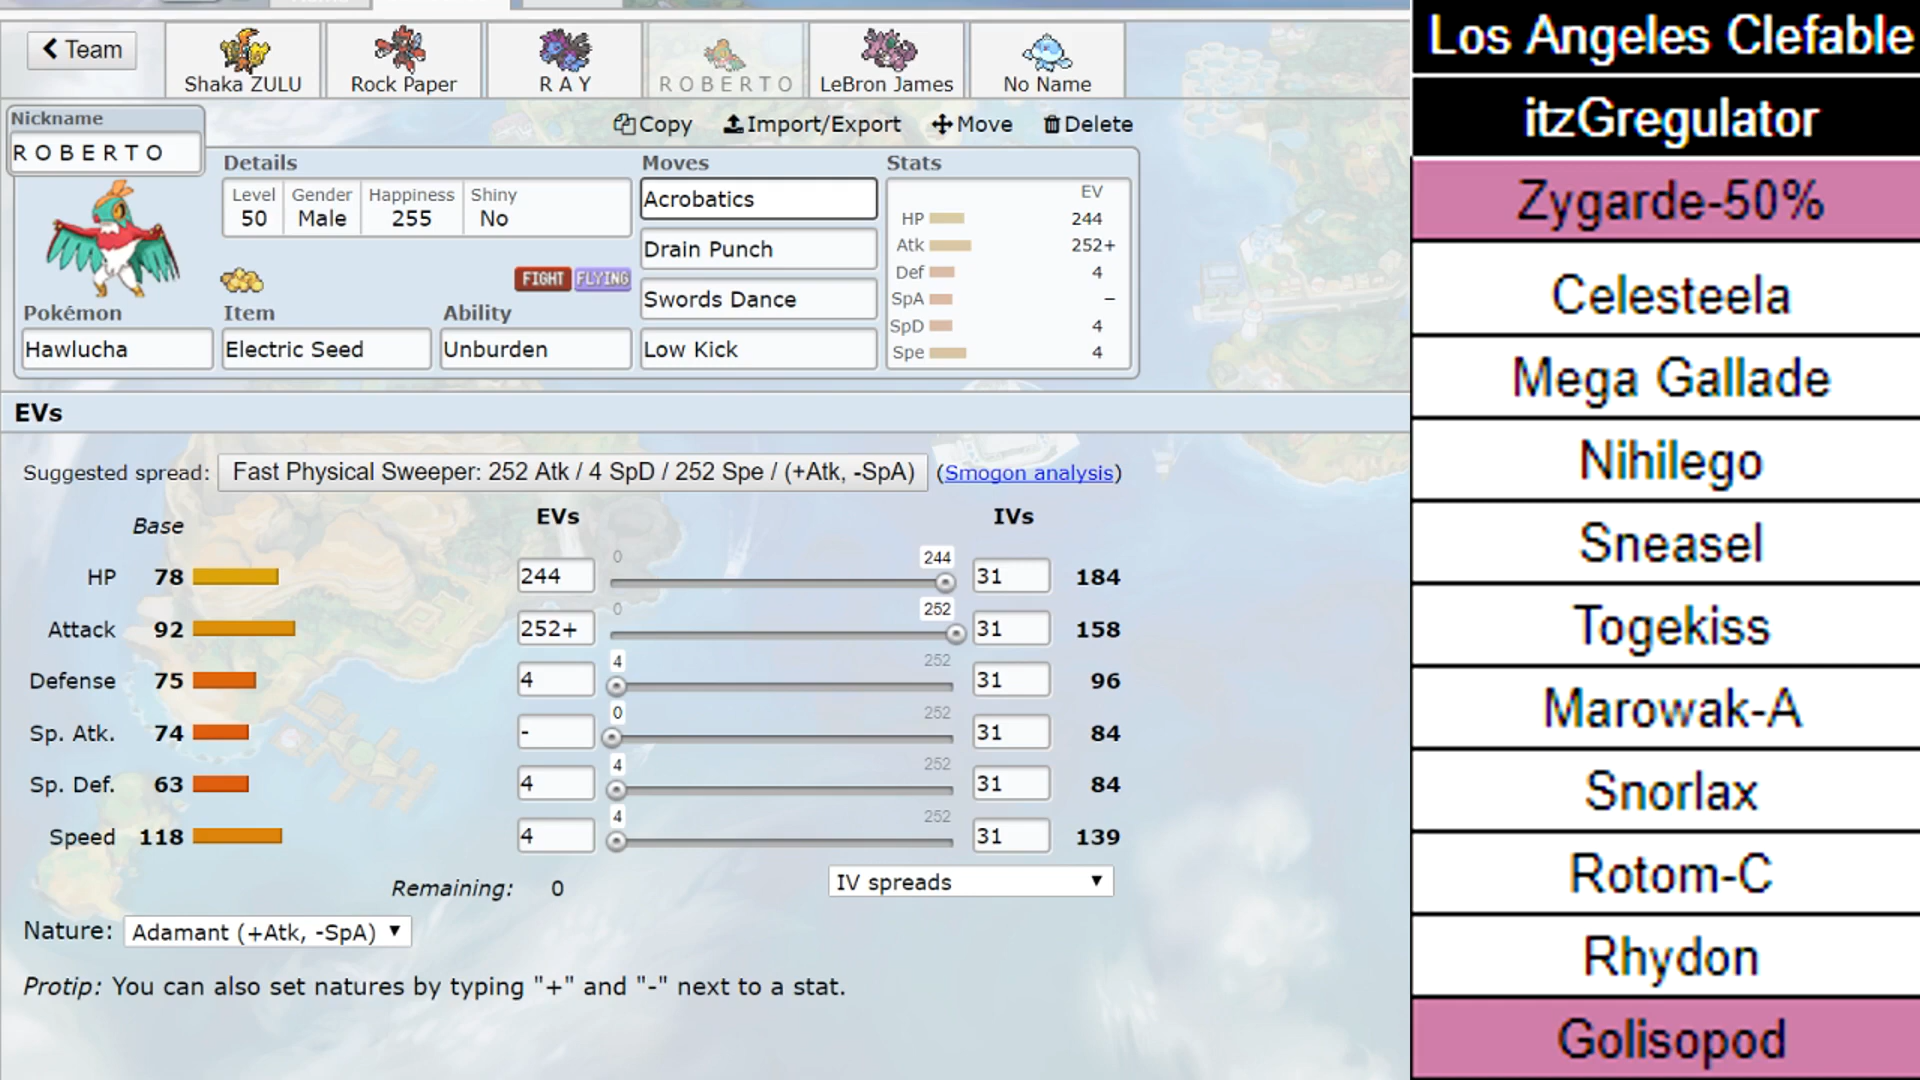 Team
Shaka ZULU
Rock Paper
R A Y
R O B E R T O
LeBron James
No Name
Nickname
R O B E R T O
Copy
Import/Export
Move
Delete
Details
Moves
Stats
Level
50
Gender
Male
Happiness
255
Shiny
No
Acrobatics
EV
HP 244
Atk 252+
Def 4
SpA –
SpD 4
Spe 4
Drain Punch
Swords Dance
Low Kick
FIGHT FLYING
Pokémon
Hawlucha
Item
Electric Seed
Ability
Unburden
EVs
Suggested spread: Fast Physical Sweeper: 252 Atk / 4 SpD / 252 Spe / (+Atk, -SpA) (Smogon analysis)
Base EVs IVs
HP 78 244 0 244 31 184
Attack 92 252+ 0 252 31 158
Defense 75 4 4 252 31 96
Sp. Atk. 74 - 0 252 31 84
Sp. Def. 63 4 4 252 31 84
Speed 118 4 4 252 31 139
Remaining: 0
IV spreads
Nature: Adamant (+Atk, -SpA)
Protip: You can also set natures by typing "+" and "-" next to a stat.
Los Angeles Clefable
itzGregulator
Zygarde-50%
Celesteela
Mega Gallade
Nihilego
Sneasel
Togekiss
Marowak-A
Snorlax
Rotom-C
Rhydon
Golisopod